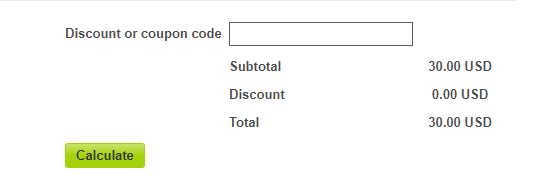 Discount or coupon code
Subtotal 30.00 USD
Discount 0.00 USD
Total 30.00 USD
Calculate